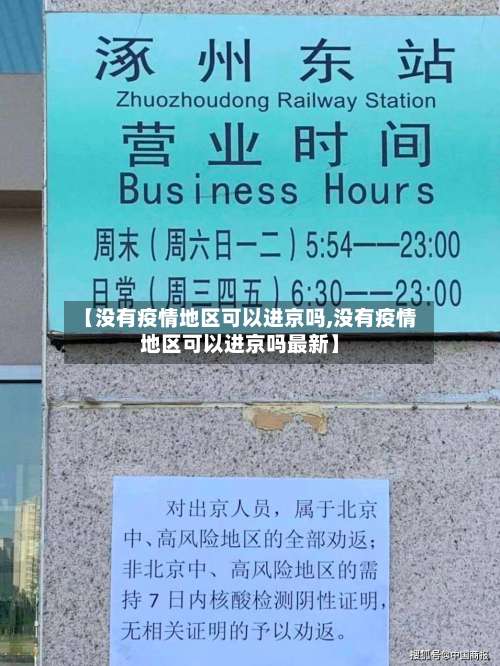 涿州东站
Zhuozhoudong Railway Station
营业时间
Business Hours
周末（周六日一二）5:54——23:00
日常（周三四五）6:30——23:00
【没有疫情地区可以进京吗,没有疫情
地区可以进京吗最新】
对出京人员，属于北京
中、高风险地区的全部劝返；
非北京中、高风险地区的需
持 7 日内核酸检测阴性证明，
无相关证明的予以劝返。
搜狐号@中国商报